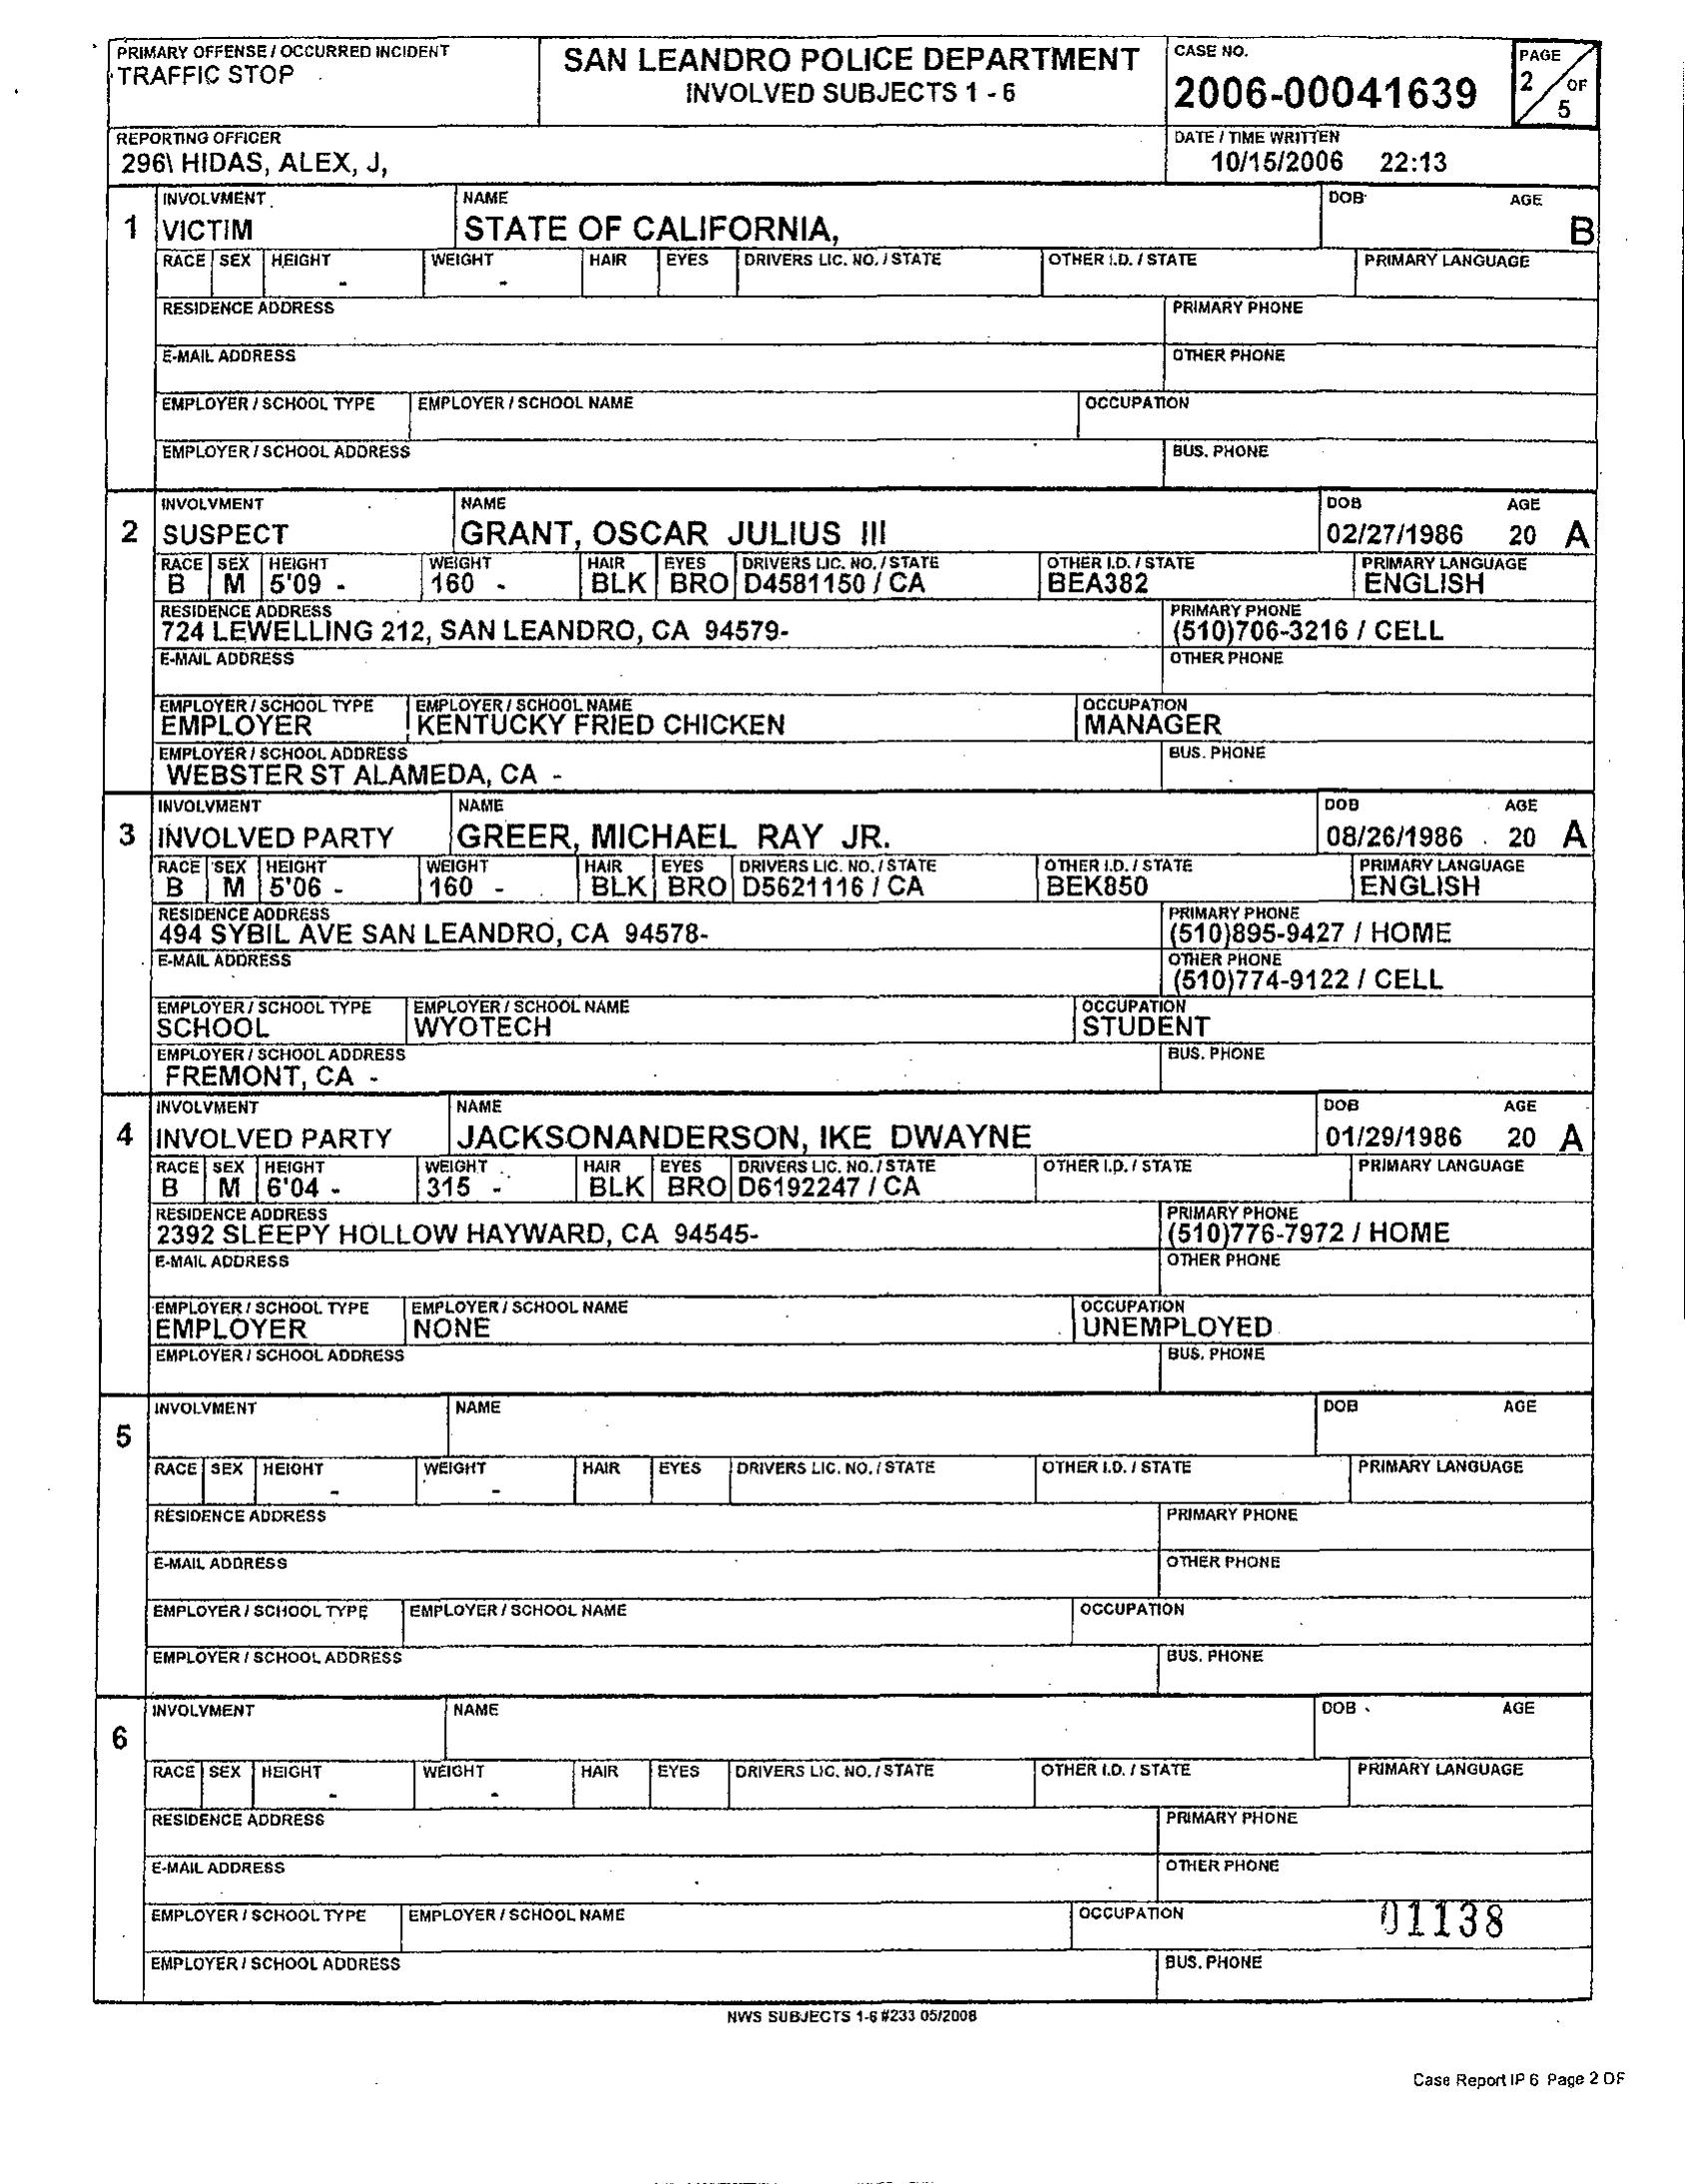 PRIMARY OFFENSE / OCCURRED INCIDENT
TRAFFIC STOP
SAN LEANDRO POLICE DEPARTMENT
INVOLVED SUBJECTS 1 - 6
CASE NO.
2006-00041639
PAGE
2 OF
5
REPORTING OFFICER
296\ HIDAS, ALEX, J,
DATE / TIME WRITTEN
10/15/2006 22:13
1
INVOLVMENT NAME DOB AGE
VICTIM STATE OF CALIFORNIA, B
RACE SEX HEIGHT WEIGHT HAIR EYES DRIVERS LIC. NO. / STATE OTHER I.D. / STATE PRIMARY LANGUAGE
- -
RESIDENCE ADDRESS PRIMARY PHONE
E-MAIL ADDRESS OTHER PHONE
EMPLOYER / SCHOOL TYPE EMPLOYER / SCHOOL NAME OCCUPATION
EMPLOYER / SCHOOL ADDRESS BUS. PHONE
2
INVOLVMENT NAME DOB AGE
SUSPECT GRANT, OSCAR JULIUS III 02/27/1986 20 A
RACE SEX HEIGHT WEIGHT HAIR EYES DRIVERS LIC. NO. / STATE OTHER I.D. / STATE PRIMARY LANGUAGE
B M 5'09 - 160 - BLK BRO D4581150 / CA BEA382 ENGLISH
RESIDENCE ADDRESS PRIMARY PHONE
724 LEWELLING 212, SAN LEANDRO, CA 94579- (510)706-3216 / CELL
E-MAIL ADDRESS OTHER PHONE
EMPLOYER / SCHOOL TYPE EMPLOYER / SCHOOL NAME OCCUPATION
EMPLOYER KENTUCKY FRIED CHICKEN MANAGER
EMPLOYER / SCHOOL ADDRESS BUS. PHONE
WEBSTER ST ALAMEDA, CA -
3
INVOLVMENT NAME DOB AGE
INVOLVED PARTY GREER, MICHAEL RAY JR. 08/26/1986 20 A
RACE SEX HEIGHT WEIGHT HAIR EYES DRIVERS LIC. NO. / STATE OTHER I.D. / STATE PRIMARY LANGUAGE
B M 5'06 - 160 - BLK BRO D5621116 / CA BEK850 ENGLISH
RESIDENCE ADDRESS PRIMARY PHONE
494 SYBIL AVE SAN LEANDRO, CA 94578- (510)895-9427 / HOME
E-MAIL ADDRESS OTHER PHONE
(510)774-9122 / CELL
EMPLOYER / SCHOOL TYPE EMPLOYER / SCHOOL NAME OCCUPATION
SCHOOL WYOTECH STUDENT
EMPLOYER / SCHOOL ADDRESS BUS. PHONE
FREMONT, CA -
4
INVOLVMENT NAME DOB AGE
INVOLVED PARTY JACKSONANDERSON, IKE DWAYNE 01/29/1986 20 A
RACE SEX HEIGHT WEIGHT HAIR EYES DRIVERS LIC. NO. / STATE OTHER I.D. / STATE PRIMARY LANGUAGE
B M 6'04 - 315 - BLK BRO D6192247 / CA
RESIDENCE ADDRESS PRIMARY PHONE
2392 SLEEPY HOLLOW HAYWARD, CA 94545- (510)776-7972 / HOME
E-MAIL ADDRESS OTHER PHONE
EMPLOYER / SCHOOL TYPE EMPLOYER / SCHOOL NAME OCCUPATION
EMPLOYER NONE UNEMPLOYED
EMPLOYER / SCHOOL ADDRESS BUS. PHONE
5
INVOLVMENT NAME DOB AGE
RACE SEX HEIGHT WEIGHT HAIR EYES DRIVERS LIC. NO. / STATE OTHER I.D. / STATE PRIMARY LANGUAGE
- -
RESIDENCE ADDRESS PRIMARY PHONE
E-MAIL ADDRESS OTHER PHONE
EMPLOYER / SCHOOL TYPE EMPLOYER / SCHOOL NAME OCCUPATION
EMPLOYER / SCHOOL ADDRESS BUS. PHONE
6
INVOLVMENT NAME DOB AGE
RACE SEX HEIGHT WEIGHT HAIR EYES DRIVERS LIC. NO. / STATE OTHER I.D. / STATE PRIMARY LANGUAGE
- -
RESIDENCE ADDRESS PRIMARY PHONE
E-MAIL ADDRESS OTHER PHONE
EMPLOYER / SCHOOL TYPE EMPLOYER / SCHOOL NAME OCCUPATION 01138
EMPLOYER / SCHOOL ADDRESS BUS. PHONE
NWS SUBJECTS 1-6 #233 05/2008
Case Report IP 6 Page 2 OF